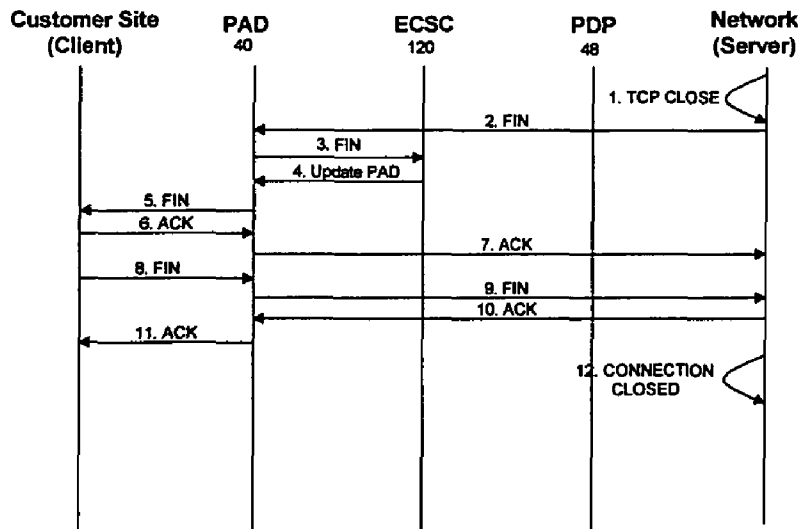 Customer Site PAD ECSC PDP Network
(Client) 40 120 48 (Server)
1. TCP CLOSE
2. FIN
3. FIN
4. Update PAD
5. FIN
6. ACK
7. ACK
8. FIN
9. FIN
10. ACK
11. ACK
12. CONNECTION
CLOSED